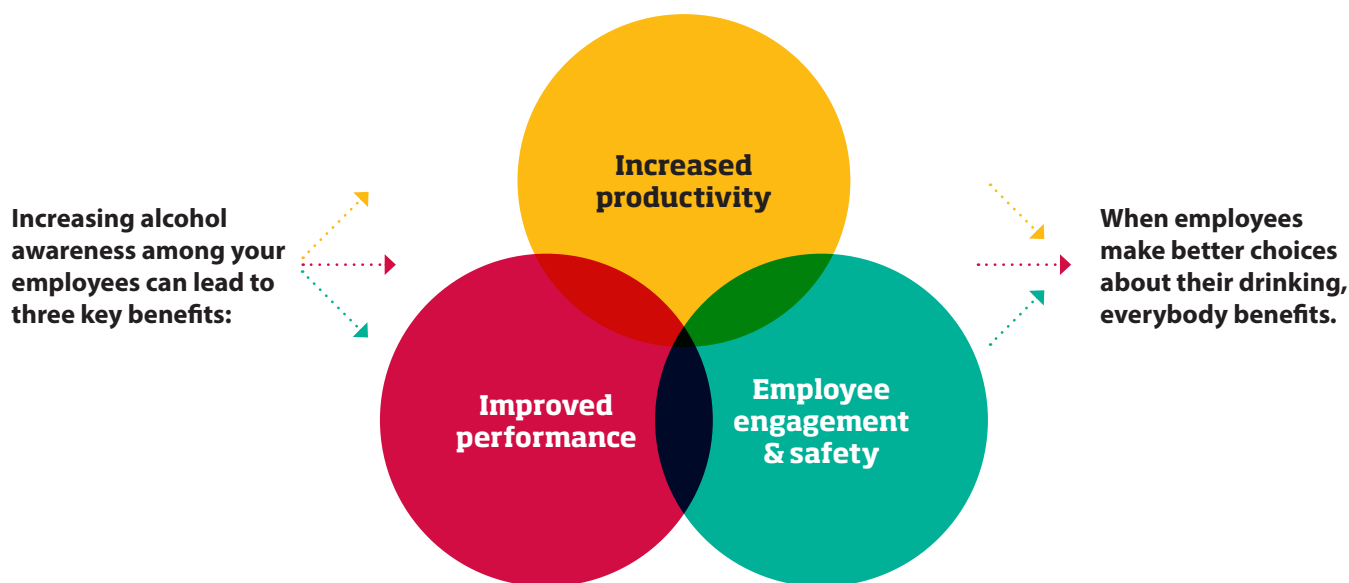 Increasing alcohol
awareness among your
employees can lead to
three key benefits:
Increased
productivity
Improved
performance
Employee
engagement
& safety
When employees
make better choices
about their drinking,
everybody benefits.